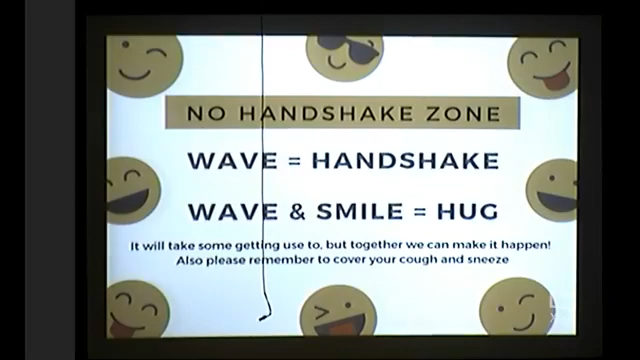 NO HANDSHAKE ZONE
WAVE = HANDSHAKE
WAVE & SMILE = HUG
It will take some getting use to, but together we can make it happen!
Also please remember to cover your cough and sneeze